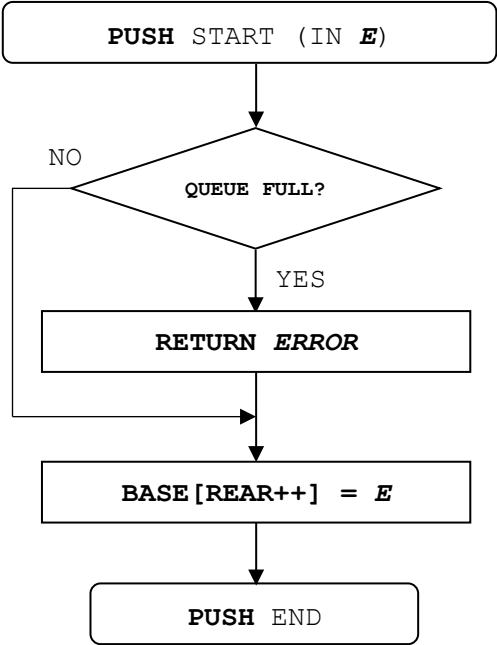 PUSH START (IN E)
NO
QUEUE FULL?
YES
RETURN ERROR
BASE[REAR++] = E
PUSH END